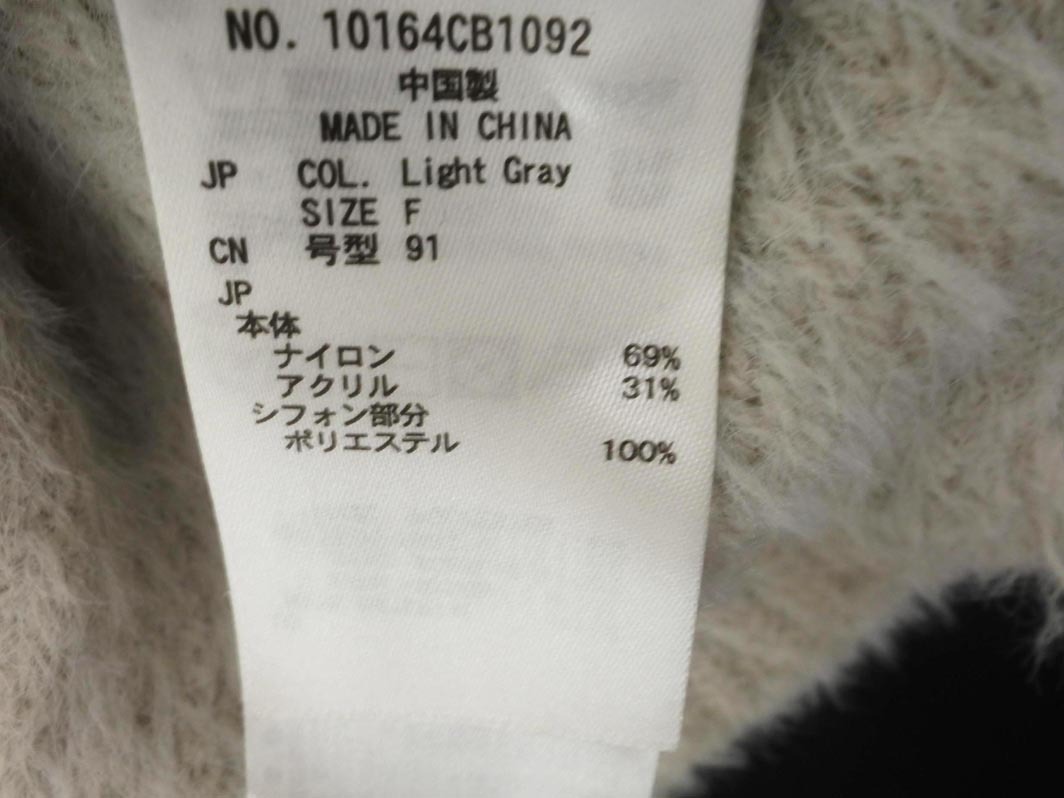 NO. 10164CB1092
中国製
MADE IN CHINA
JP COL. Light Gray
SIZE F
CN 号型 91
JP
本体
ナイロン 69%
アクリル 31%
シフォン部分
ポリエステル 100%